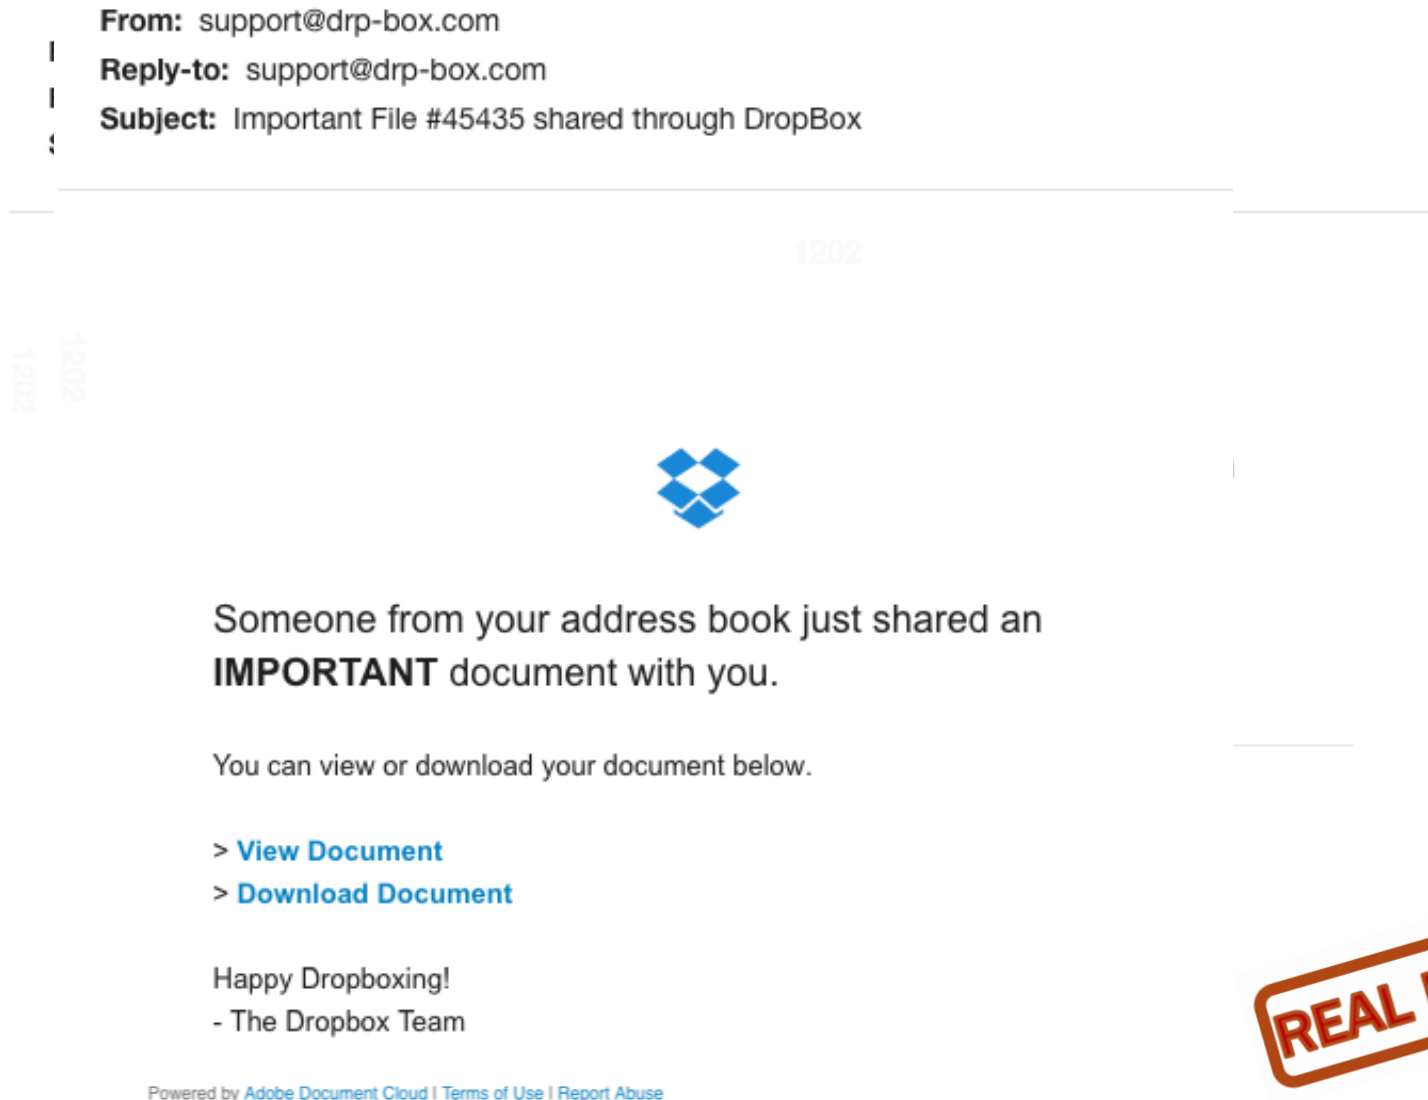 From: support@drp-box.com
Reply-to: support@drp-box.com
Subject: Important File #45435 shared through DropBox
1202
1202
1202
Someone from your address book just shared an
IMPORTANT document with you.
You can view or download your document below.
> View Document
> Download Document
Happy Dropboxing!
- The Dropbox Team
REAL
Powered by Adobe Document Cloud | Terms of Use | Report Abuse